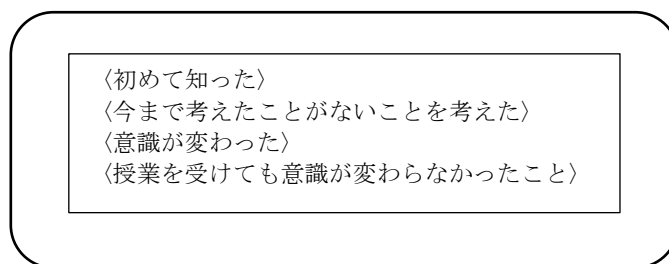 〈初めて知った〉
〈今まで考えたことがないことを考えた〉
〈意識が変わった〉
〈授業を受けても意識が変わらなかったこと〉